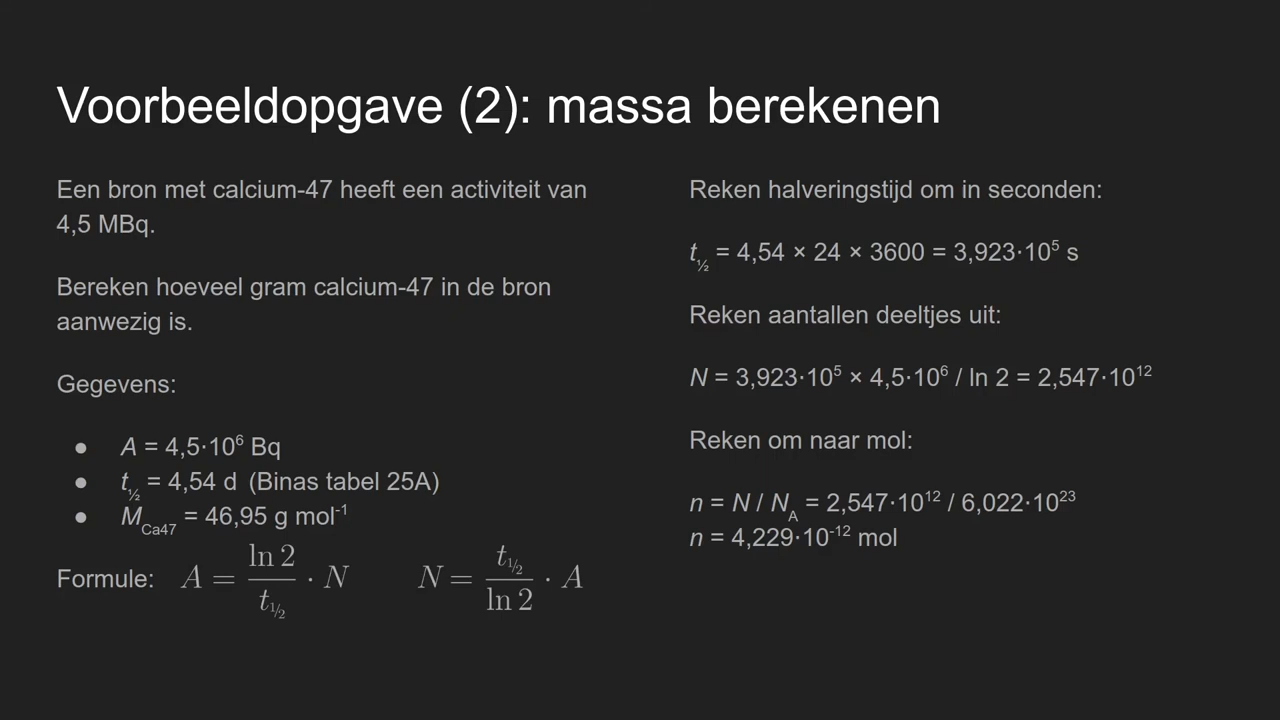 Voorbeeldopgave (2): massa berekenen
Een bron met calcium-47 heeft een activiteit van
4,5 MBq.
Bereken hoeveel gram calcium-47 in de bron
aanwezig is.
Gegevens:
● A = 4,5·10⁶ Bq
● t½ = 4,54 d (Binas tabel 25A)
● M_Ca47 = 46,95 g mol⁻¹
Formule: A = ln 2 / t½ · N N = t½ / ln 2 · A
Reken halveringstijd om in seconden:
t½ = 4,54 × 24 × 3600 = 3,923·10⁵ s
Reken aantallen deeltjes uit:
N = 3,923·10⁵ × 4,5·10⁶ / ln 2 = 2,547·10¹²
Reken om naar mol:
n = N / N_A = 2,547·10¹² / 6,022·10²³
n = 4,229·10⁻¹² mol